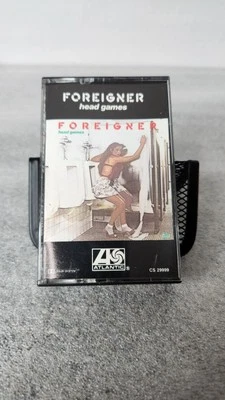 FOREIGNER
head games
FOREIGNER
head games
ATLANTIC
CS 29999